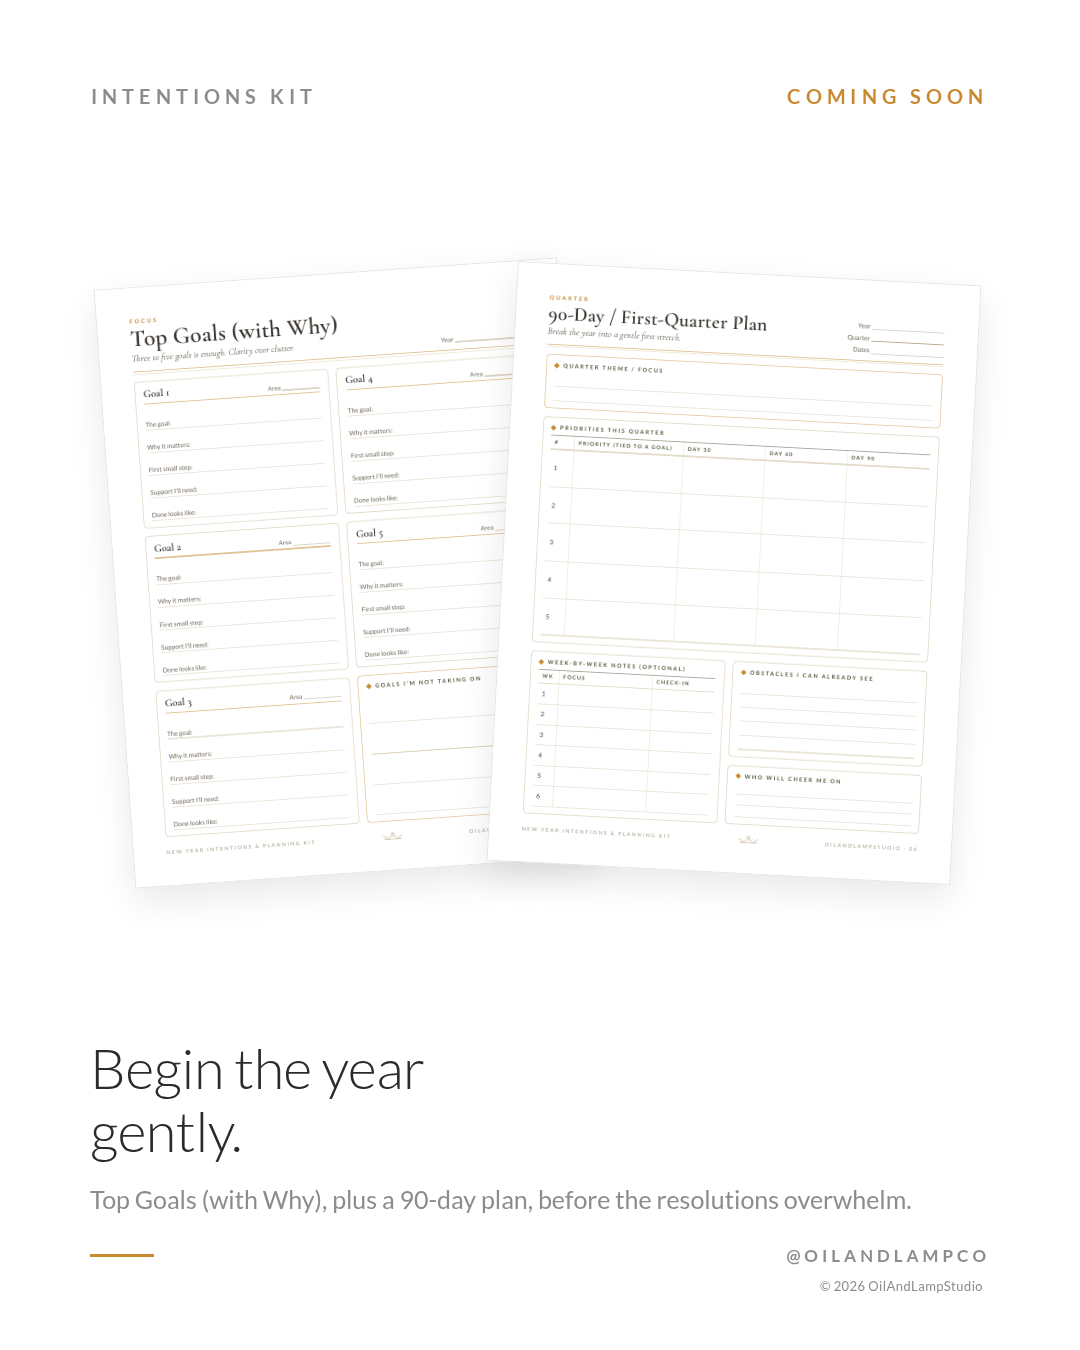 INTENTIONS KIT
COMING SOON
FOCUS
Top Goals (with Why)
Three to five goals is enough. Clarity over clutter.
Year
Goal 1
Area
The goal:
Why it matters:
First small step:
Support I'll need:
Done looks like:
Goal 2
Area
The goal:
Why it matters:
First small step:
Support I'll need:
Done looks like:
Goal 3
Area
The goal:
Why it matters:
First small step:
Support I'll need:
Done looks like:
Goal 4
Area
The goal:
Why it matters:
First small step:
Support I'll need:
Done looks like:
Goal 5
Area
The goal:
Why it matters:
First small step:
Support I'll need:
Done looks like:
GOALS I'M NOT TAKING ON
NEW YEAR INTENTIONS & PLANNING KIT
QUARTER
90-Day / First-Quarter Plan
Break the year into a gentle first stretch.
Year
Quarter
Dates
QUARTER THEME / FOCUS
PRIORITIES THIS QUARTER
# PRIORITY (TIED TO A GOAL) DAY 30 DAY 60 DAY 90
1
2
3
4
5
WEEK-BY-WEEK NOTES (OPTIONAL)
WK FOCUS CHECK-IN
1
2
3
4
5
6
OBSTACLES I CAN ALREADY SEE
WHO WILL CHEER ME ON
NEW YEAR INTENTIONS & PLANNING KIT
OILANDLAMPSTUDIO · 06
Begin the year
gently.
Top Goals (with Why), plus a 90-day plan, before the resolutions overwhelm.
@OILANDLAMPCO
© 2026 OilAndLampStudio